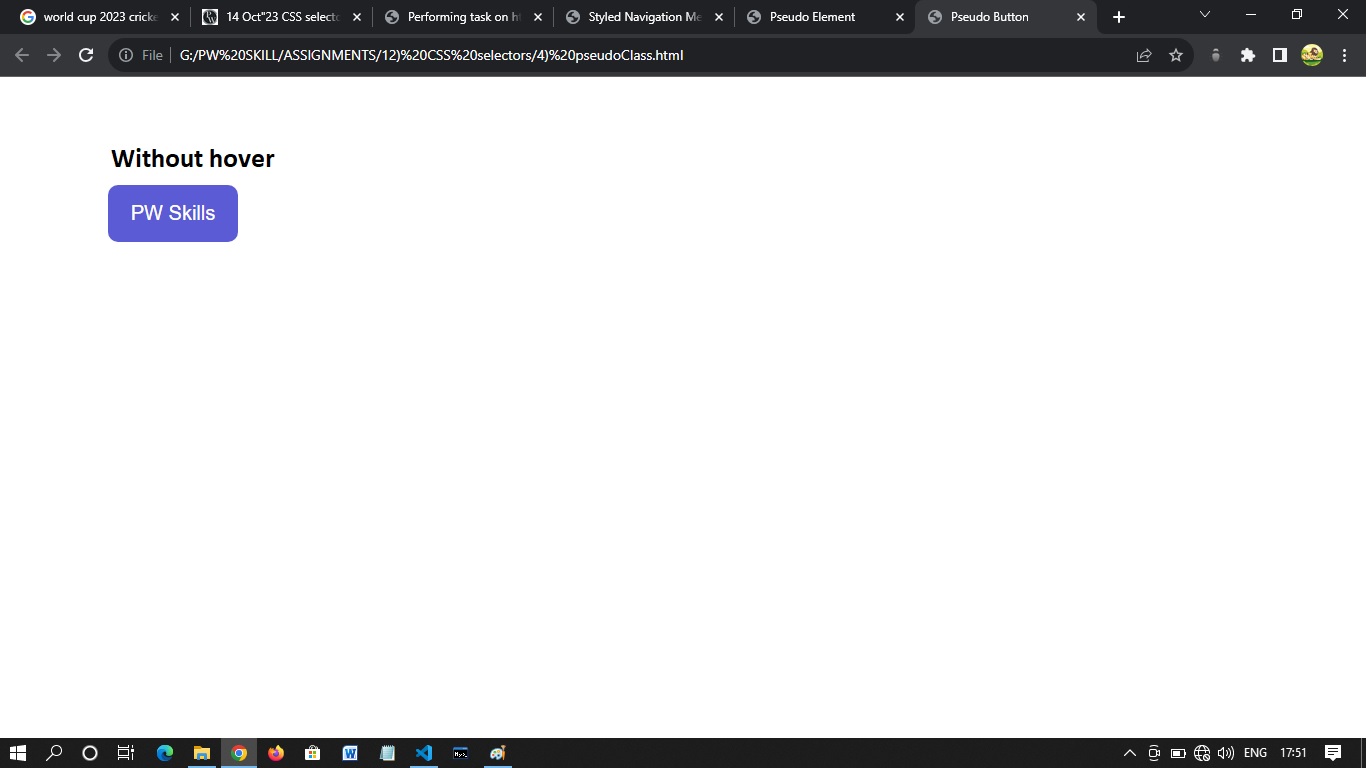 world cup 2023 cricke
14 Oct"23 CSS selecto
Performing task on ht
Styled Navigation Me
Pseudo Element
Pseudo Button
File
G:/PW%20SKILL/ASSIGNMENTS/12)%20CSS%20selectors/4)%20pseudoClass.html
Without hover
PW Skills
ENG
17:51